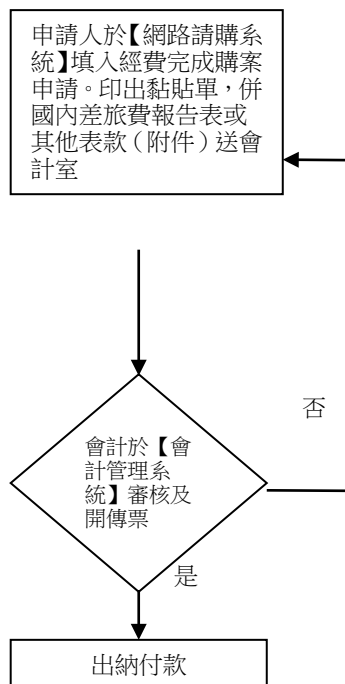 申請人於【網路請購系
統】填入經費完成購案
申請。印出黏貼單，併
國內差旅費報告表或
其他表款（附件）送會
計室
否
會計於【會
計管理系
統】審核及
開傳票
是
出納付款